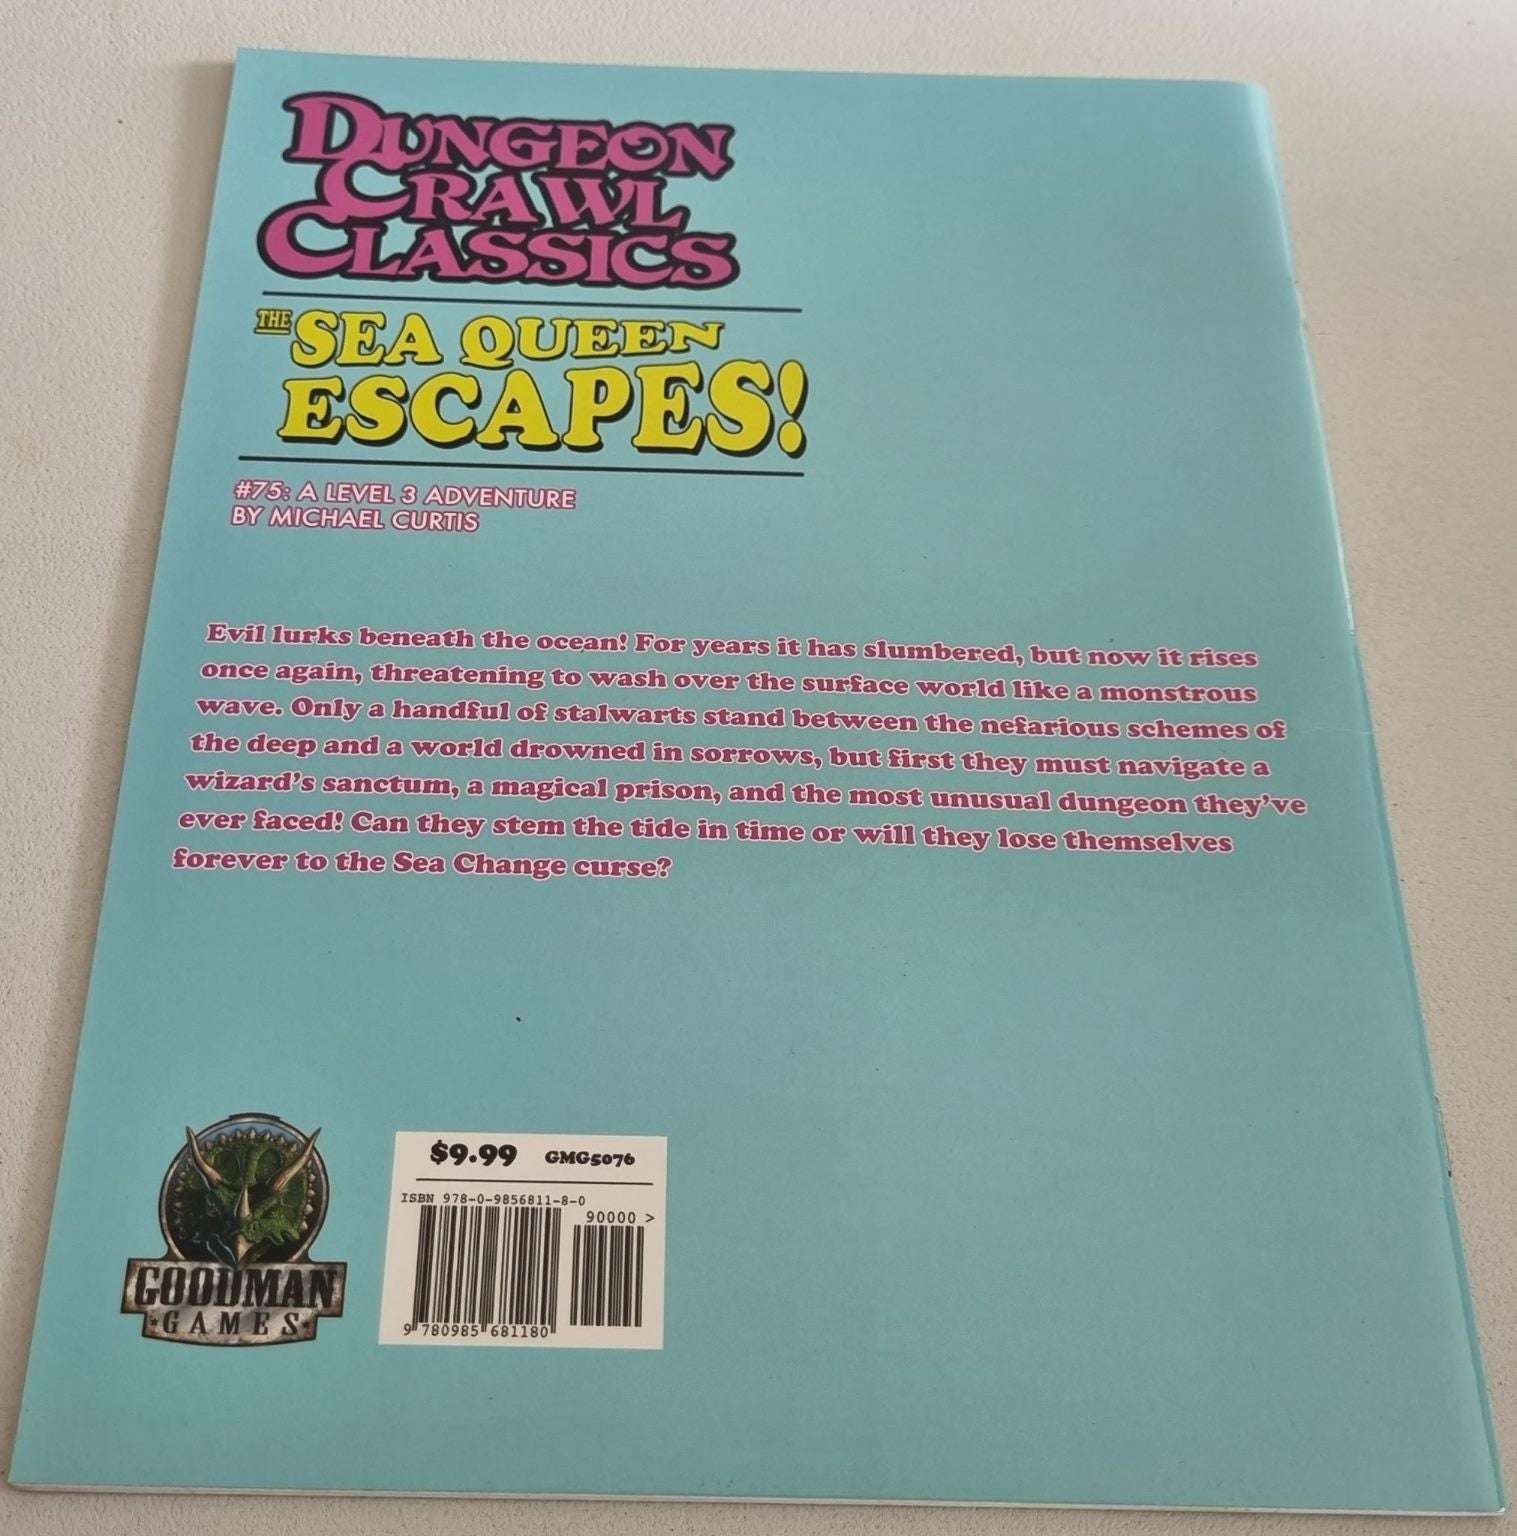 DUNGEON
CRAWL
CLASSICS
THE SEA QUEEN
ESCAPES!
#75: A LEVEL 3 ADVENTURE
BY MICHAEL CURTIS
Evil lurks beneath the ocean! For years it has slumbered, but now it rises
once again, threatening to wash over the surface world like a monstrous
wave. Only a handful of stalwarts stand between the nefarious schemes of
the deep and a world drowned in sorrows, but first they must navigate a
wizard's sanctum, a magical prison, and the most unusual dungeon they've
ever faced! Can they stem the tide in time or will they lose themselves
forever to the Sea Change curse?
GOODMAN
GAMES
$9.99 GMG5076
ISBN 978-0-9856811-8-0
90000 >
9 780985 681180